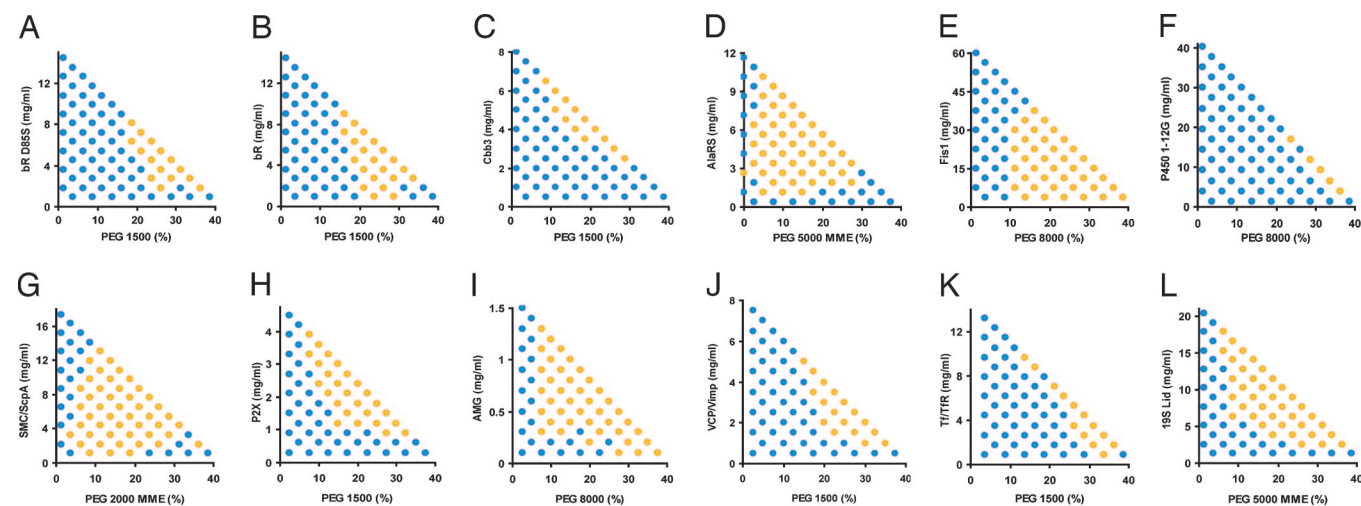 A B C D E F
bR D85S (mg/ml)
12
8
4
0
0 10 20 30 40
PEG 1500 (%)
bR (mg/ml)
12
8
4
0
0 10 20 30 40
PEG 1500 (%)
Cbb3 (mg/ml)
8
6
4
2
0
0 10 20 30 40
PEG 1500 (%)
AlaRS (mg/ml)
12
9
6
3
0
0 10 20 30 40
PEG 5000 MME (%)
Fis1 (mg/ml)
60
45
30
15
0
0 10 20 30 40
PEG 8000 (%)
P450 1-12G (mg/ml)
40
30
20
10
0
0 10 20 30 40
PEG 8000 (%)
G H I J K L
SMC/ScpA (mg/ml)
16
12
8
4
0
0 10 20 30 40
PEG 2000 MME (%)
P2X (mg/ml)
4
3
2
1
0
0 10 20 30 40
PEG 1500 (%)
AMG (mg/ml)
1.5
1
0.5
0
0 10 20 30 40
PEG 8000 (%)
VCP/Vimp (mg/ml)
8
6
4
2
0
0 10 20 30 40
PEG 1500 (%)
Tf/TfR (mg/ml)
12
8
4
0
0 10 20 30 40
PEG 1500 (%)
19S Lid (mg/ml)
20
15
10
5
0
0 10 20 30 40
PEG 5000 MME (%)